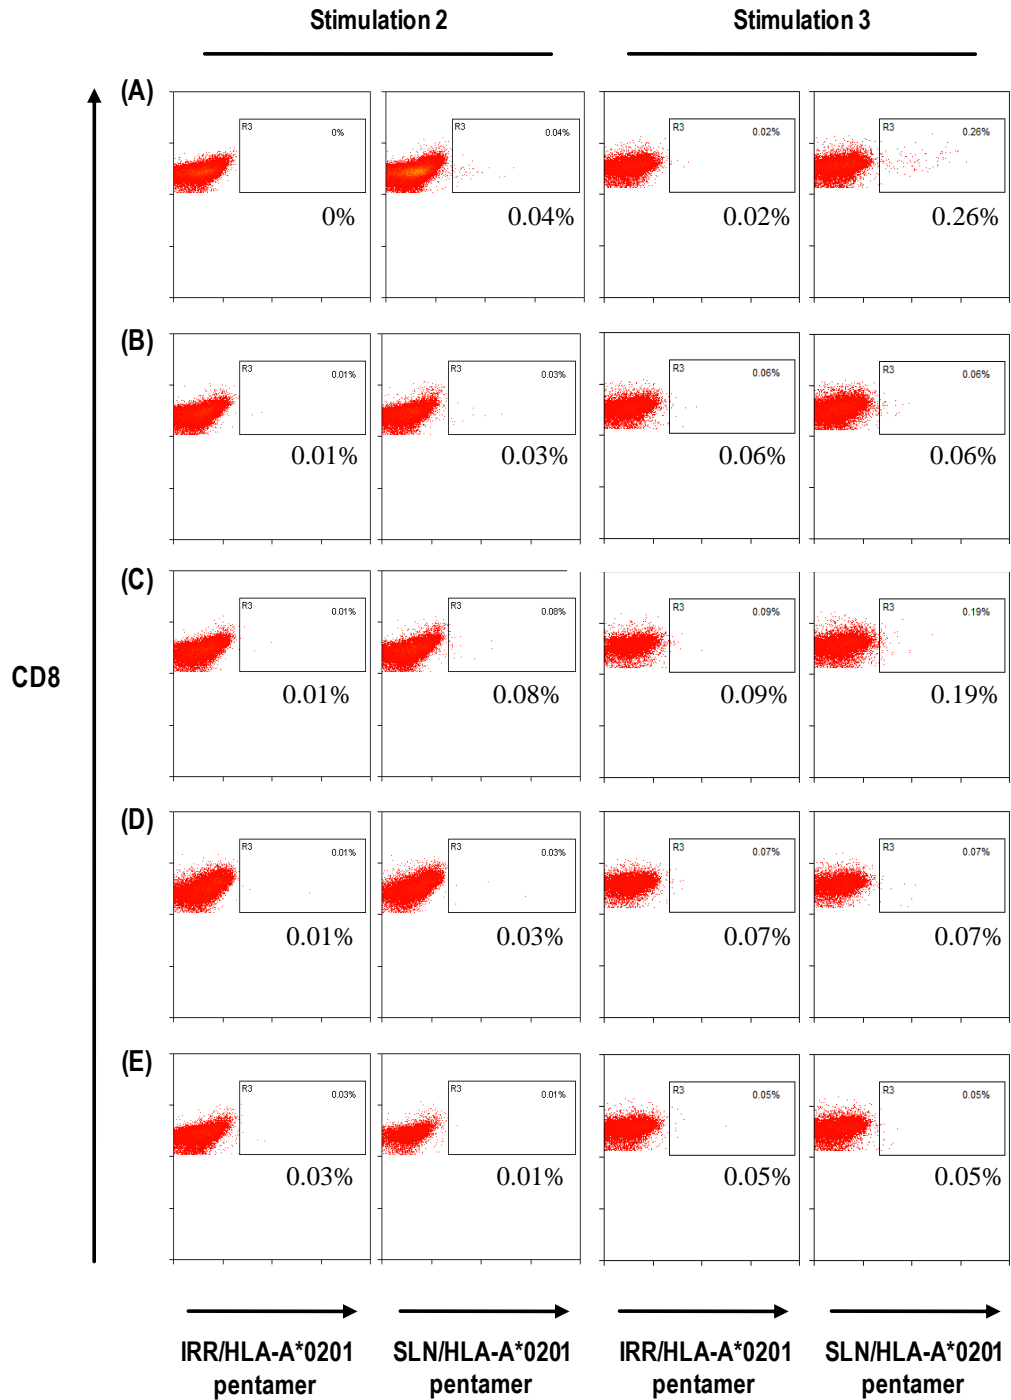 Stimulation 2 Stimulation 3
(A)
R3 0% R3 0.04% R3 0.02% R3 0.26%
0% 0.04% 0.02% 0.26%
(B)
R3 0.01% R3 0.03% R3 0.06% R3 0.06%
0.01% 0.03% 0.06% 0.06%
(C)
R3 0.01% R3 0.08% R3 0.09% R3 0.19%
CD8
0.01% 0.08% 0.09% 0.19%
(D)
R3 0.01% R3 0.03% R3 0.07% R3 0.07%
0.01% 0.03% 0.07% 0.07%
(E)
R3 0.03% R3 0.01% R3 0.05% R3 0.05%
0.03% 0.01% 0.05% 0.05%
IRR/HLA-A*0201 SLN/HLA-A*0201 IRR/HLA-A*0201 SLN/HLA-A*0201
pentamer pentamer pentamer pentamer